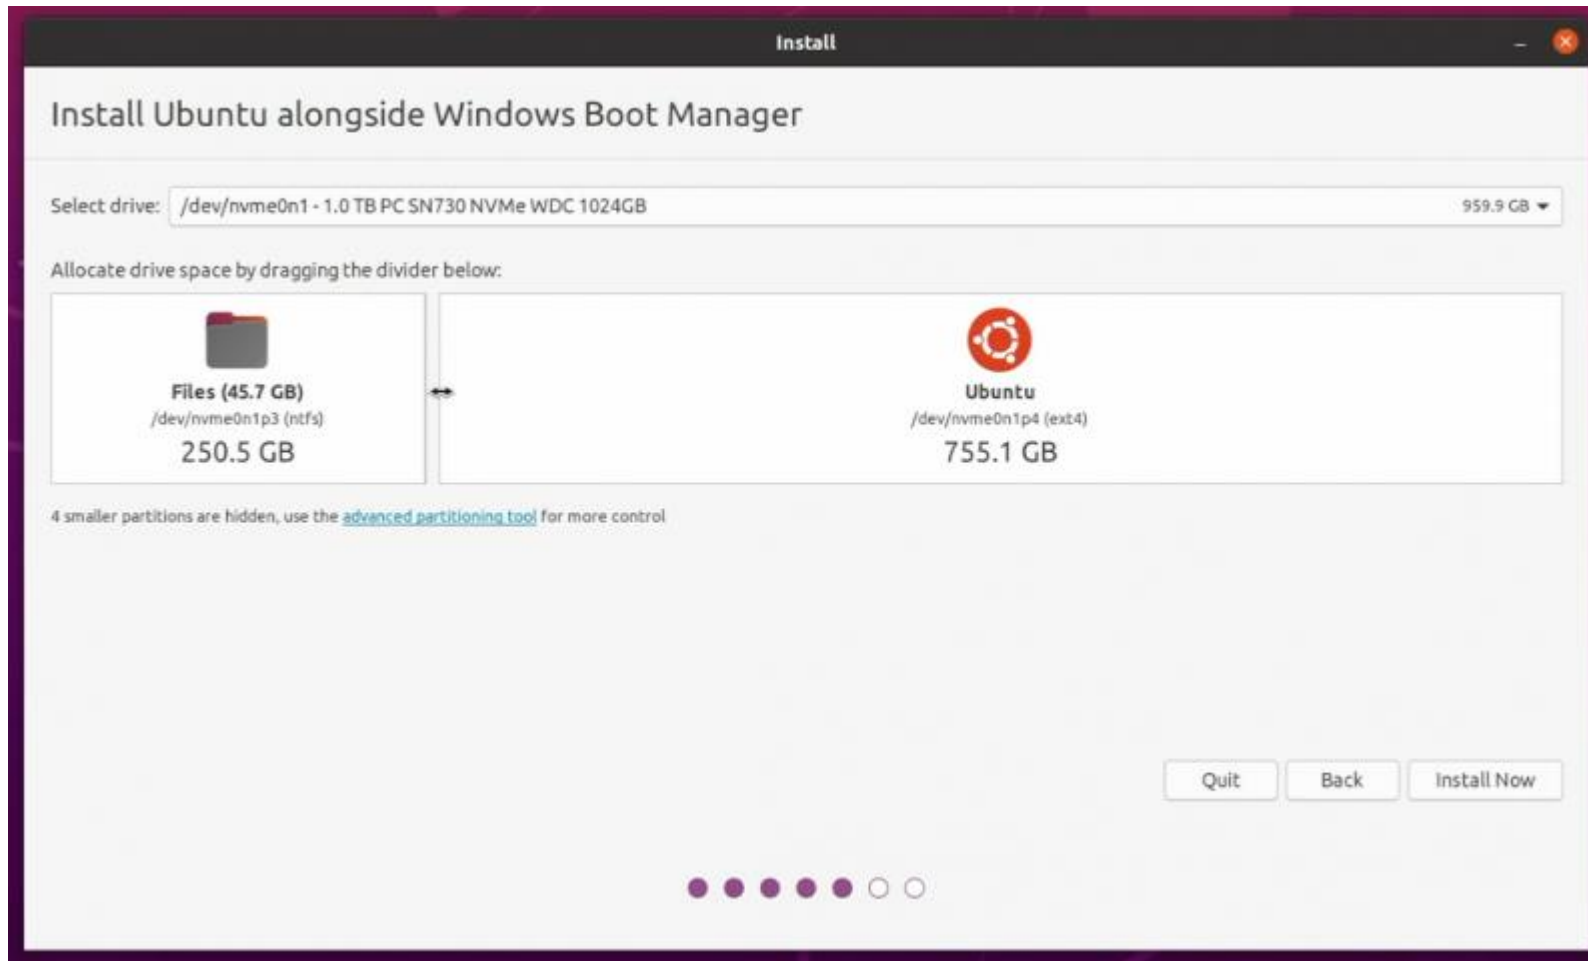 Install
Install Ubuntu alongside Windows Boot Manager
Select drive: /dev/nvme0n1 - 1.0 TB PC SN730 NVMe WDC 1024GB 959.9 GB
Allocate drive space by dragging the divider below:
Files (45.7 GB)
/dev/nvme0n1p3 (ntfs)
250.5 GB
Ubuntu
/dev/nvme0n1p4 (ext4)
755.1 GB
4 smaller partitions are hidden, use the advanced partitioning tool for more control
Quit Back Install Now